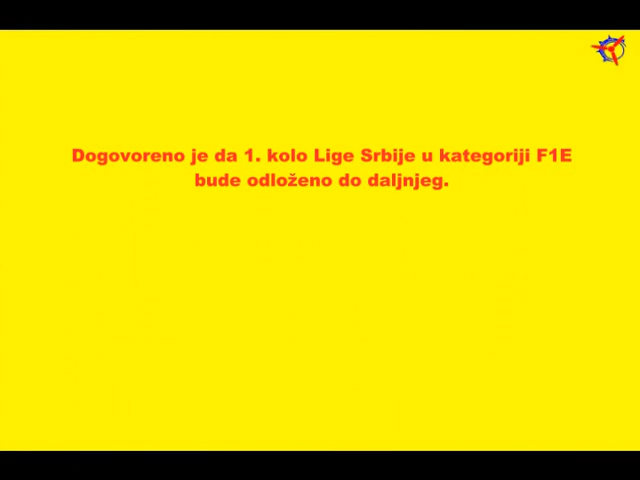 Dogovoreno je da 1. kolo Lige Srbije u kategoriji F1E
bude odloženo do daljnjeg.